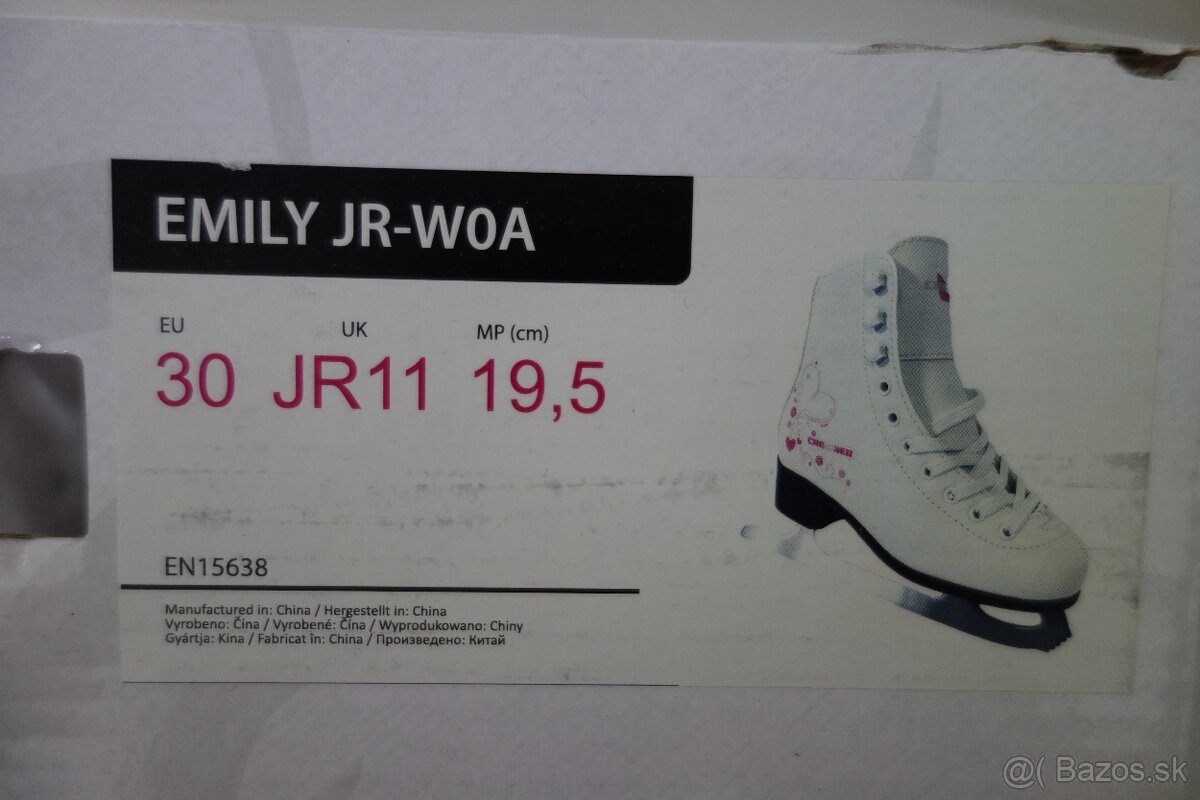 EMILY JR-W0A
EU UK MP (cm)
30 JR11 19,5
EN15638
Manufactured in: China / Hergestellt in: China
Vyrobeno: Čína / Vyrobené: Čína / Wyprodukowano: Chiny
Gyártja: Kína / Fabricat în: China / Произведено: Китай
@( Bazos.sk